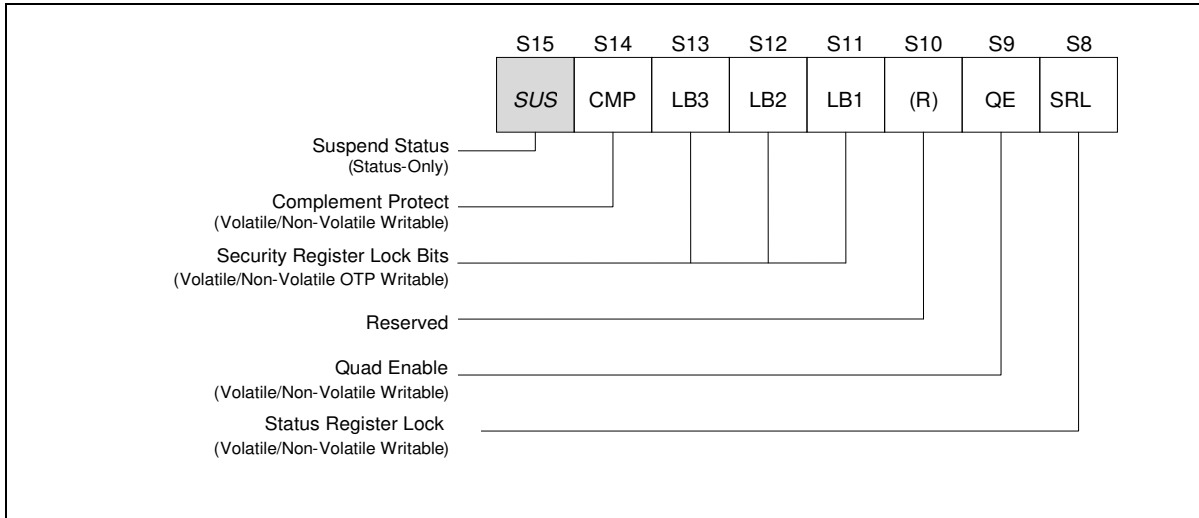 S15 S14 S13 S12 S11 S10 S9 S8
SUS CMP LB3 LB2 LB1 (R) QE SRL
Suspend Status
(Status-Only)
Complement Protect
(Volatile/Non-Volatile Writable)
Security Register Lock Bits
(Volatile/Non-Volatile OTP Writable)
Reserved
Quad Enable
(Volatile/Non-Volatile Writable)
Status Register Lock
(Volatile/Non-Volatile Writable)